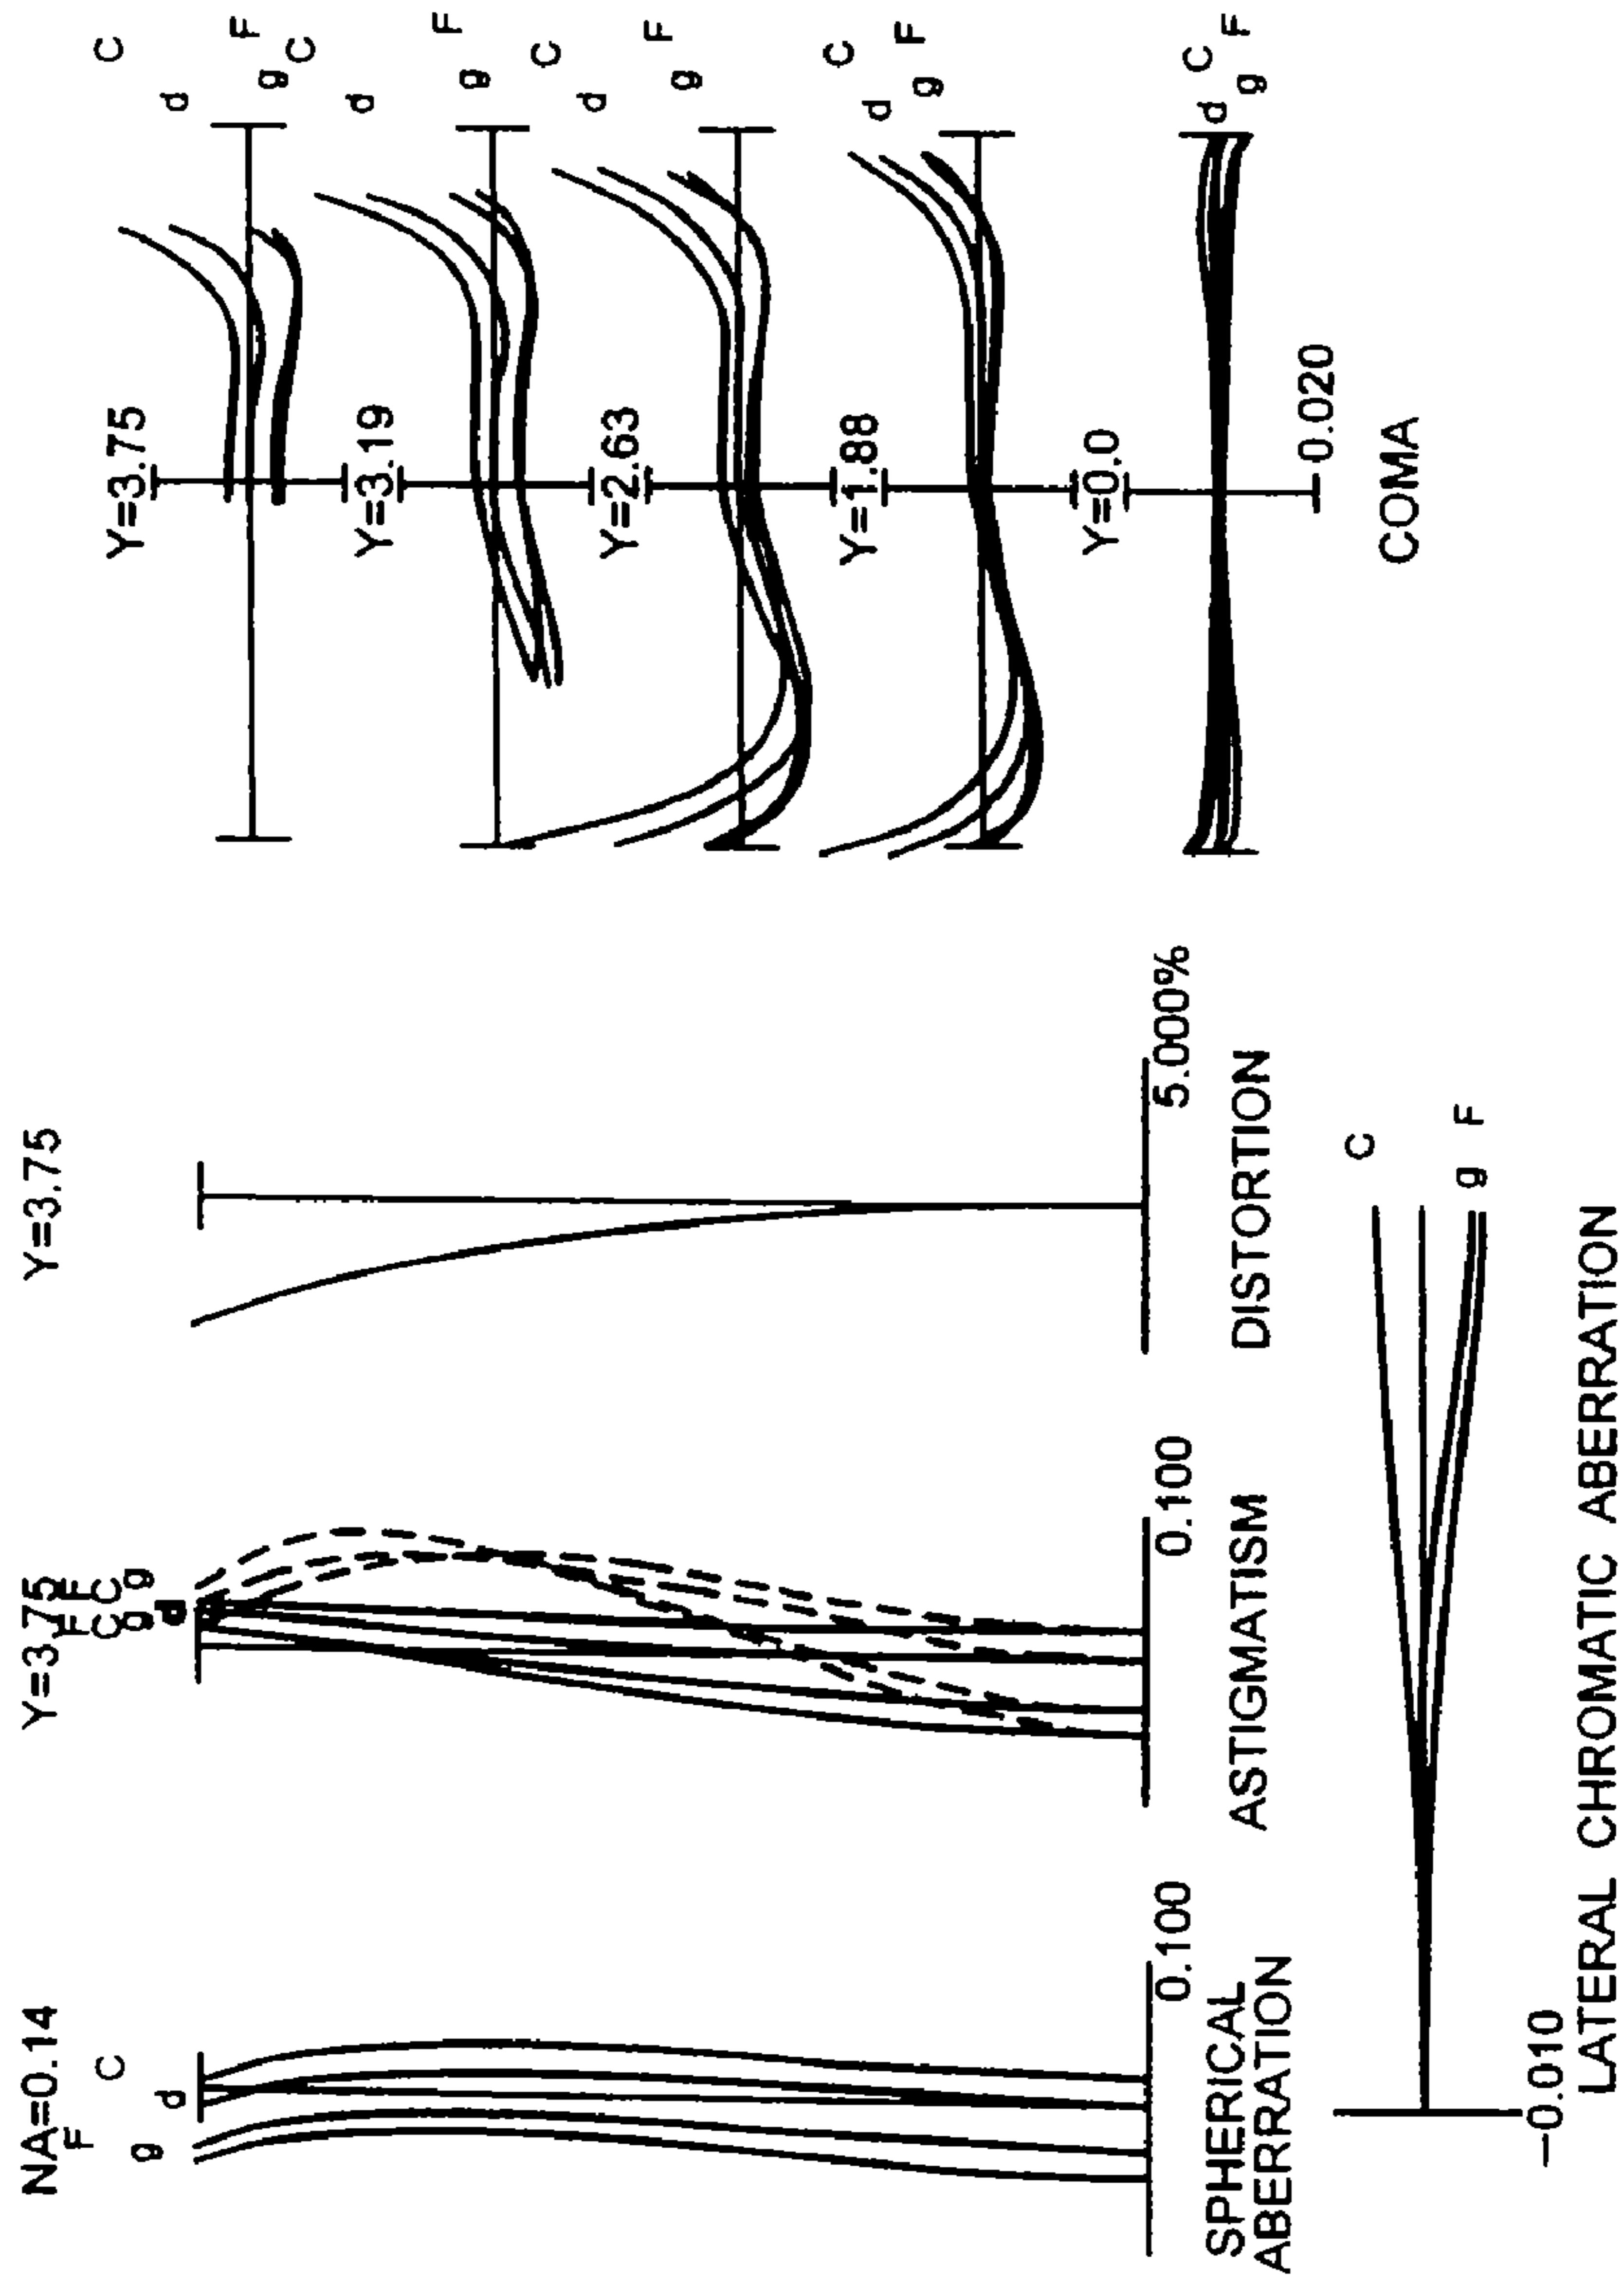 NA=0.14
F
C
d
g
0.100
SPHERICAL
ABERRATION
Y=3.75
F F
C C
g g
d
0.100
ASTIGMATISM
Y=3.75
5.000%
DISTORTION
Y=3.75
C
d
F
g
Y=3.19
C
d
F
g
Y=2.63
C
d
F
g
Y=1.88
C
d
F
g
Y=0.0
C
d
F
g
0.020
COMA
C
g F
-0.010
LATERAL CHROMATIC ABERRATION